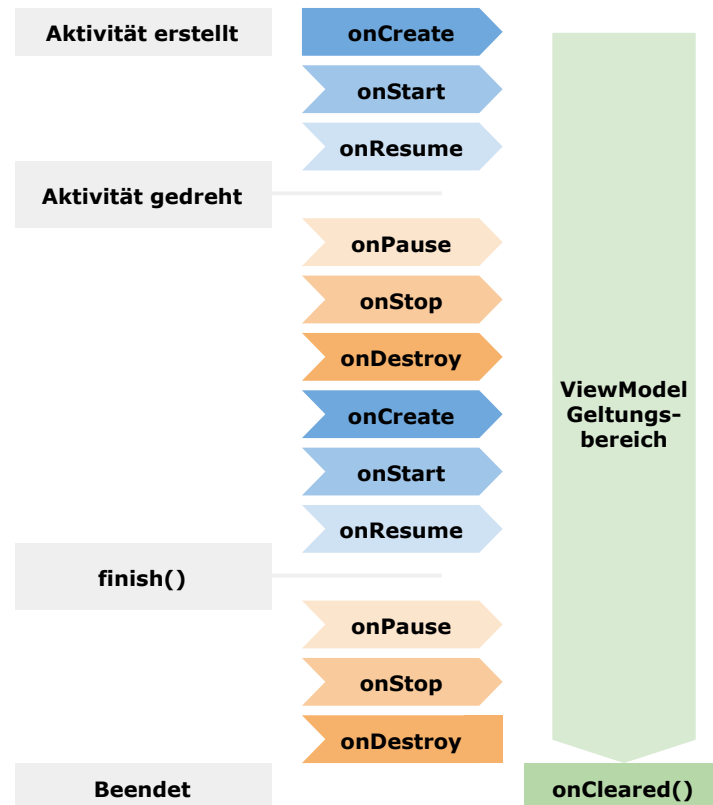 Aktivität erstellt
onCreate
onStart
onResume
Aktivität gedreht
onPause
onStop
onDestroy
onCreate
onStart
onResume
finish()
onPause
onStop
onDestroy
Beendet
ViewModel
Geltungs-
bereich
onCleared()